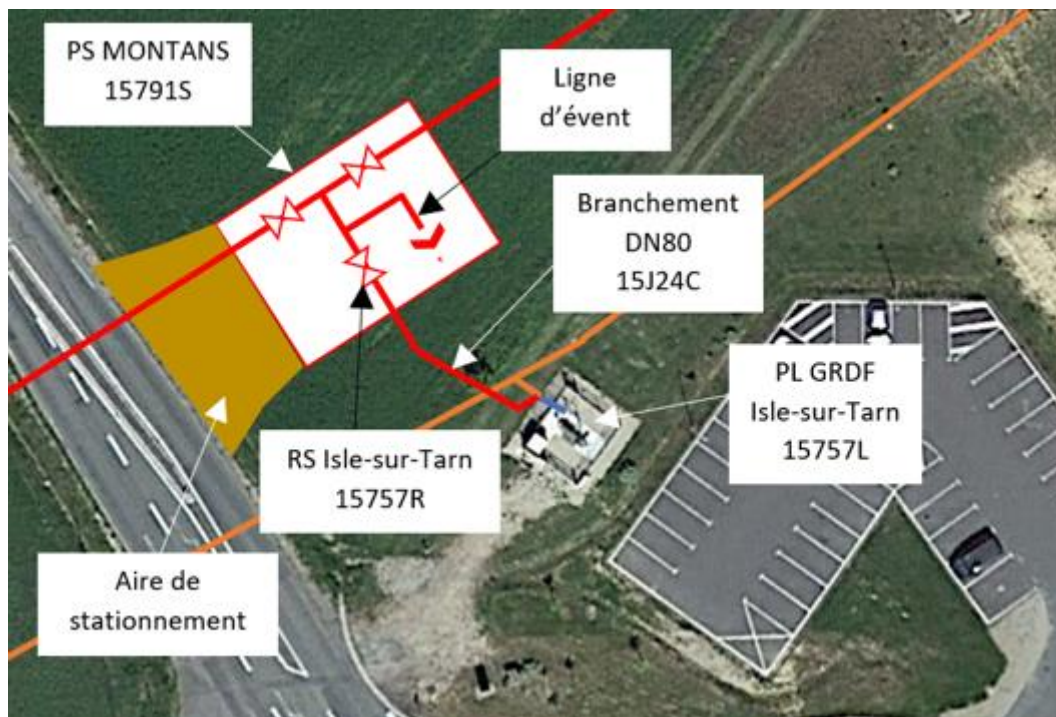 PS MONTANS
15791S
Ligne
d’évent
Branchement
DN80
15J24C
PL GRDF
Isle-sur-Tarn
15757L
RS Isle-sur-Tarn
15757R
Aire de
stationnement